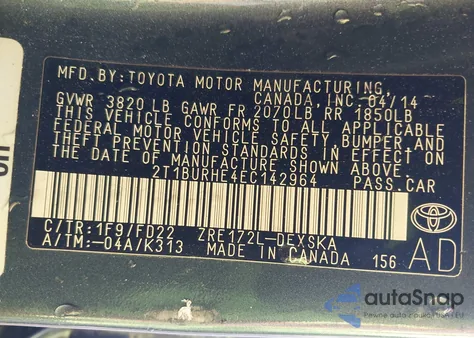 MFD.BY:TOYOTA MOTOR MANUFACTURING,
CANADA, INC. 04/14
GVWR 3820 LB GAWR FR 2070LB RR 1850LB
THIS VEHICLE CONFORMS TO ALL APPLICABLE
FEDERAL MOTOR VEHICLE SAFETY, BUMPER, AND
THEFT PREVENTION STANDARDS IN EFFECT ON
THE DATE OF MANUFACTURE SHOWN ABOVE.
2T1BURHE4EC142964 PASS.CAR
C/TR:1F9/FD22 ZRE172L-DEXSKA
A/TM:-04A/K313 MADE IN CANADA 156
AD
autoSnap